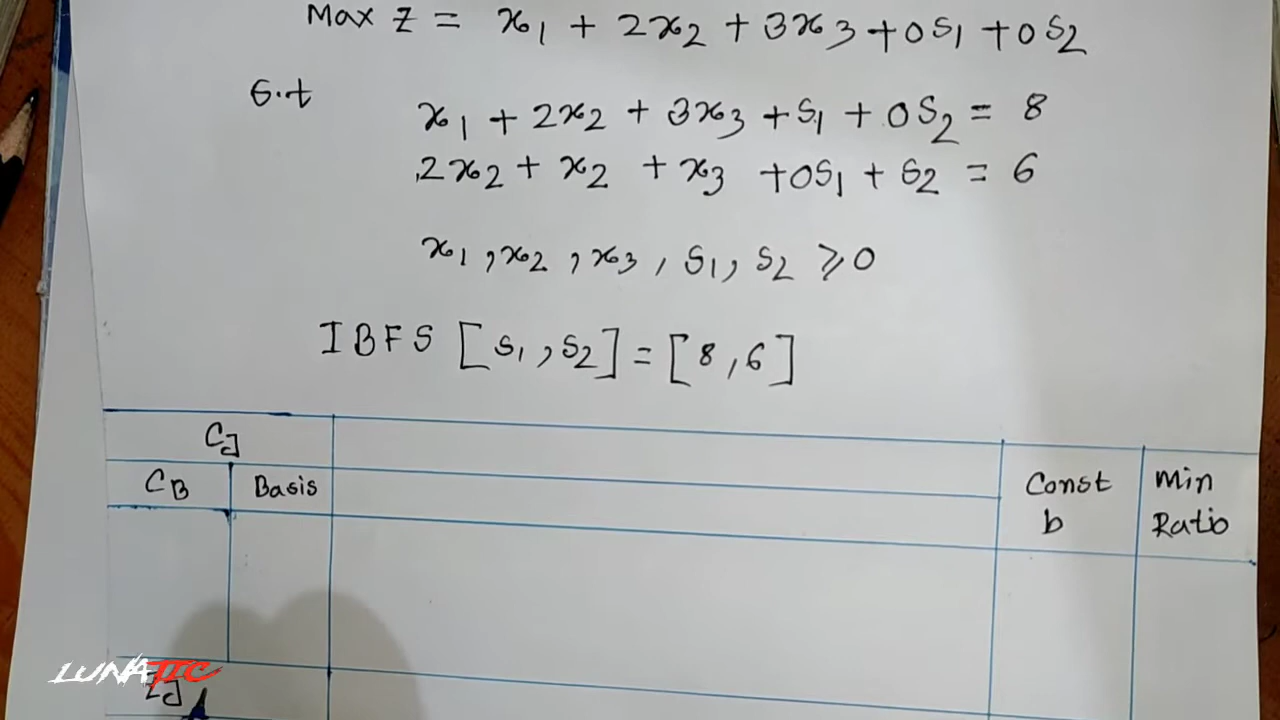 Max Z = x1 + 2x2 + 3x3 + 0S1 + 0S2
S.t
x1 + 2x2 + 3x3 + S1 + 0S2 = 8
2x2 + x2 + x3 + 0S1 + S2 = 6
x1, x2, x3, S1, S2 ⩾ 0
IBFS [S1, S2] = [8, 6]
CJ
CB Basis Const b Min Ratio
LUNATIC
ZJ